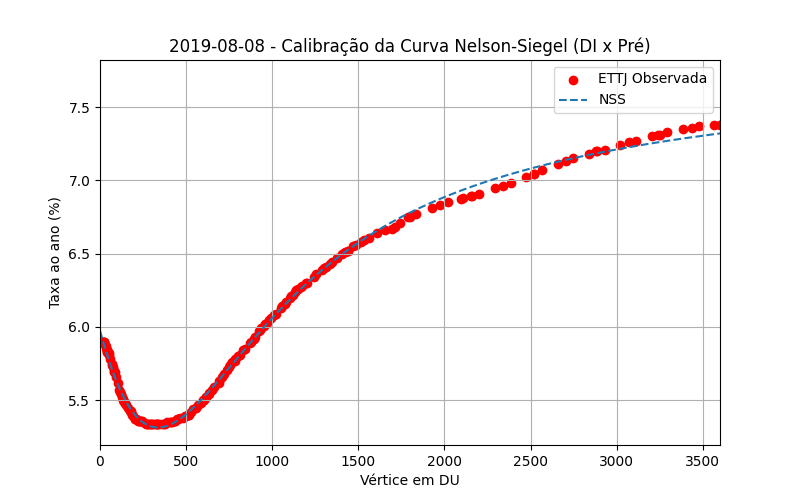 2019-08-08 - Calibração da Curva Nelson-Siegel (DI x Pré)
ETTJ Observada
NSS
Taxa ao ano (%)
7.5
7.0
6.5
6.0
5.5
0 500 1000 1500 2000 2500 3000 3500
Vértice em DU